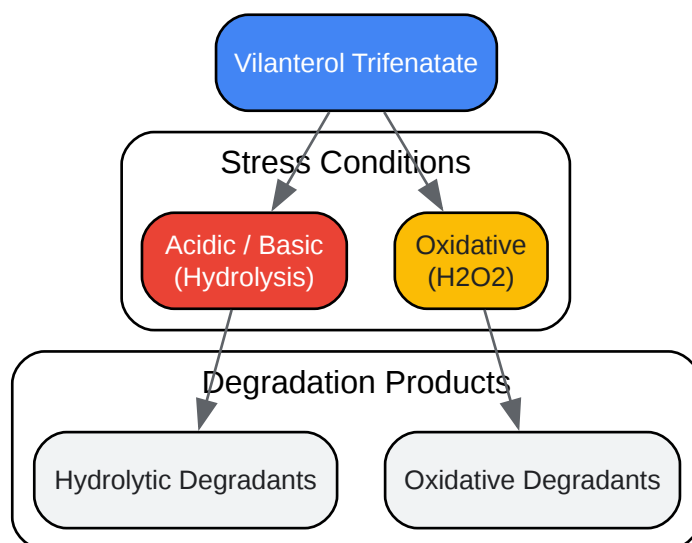 Vilanterol Trifenatate
Stress Conditions
Acidic / Basic
(Hydrolysis)
Oxidative
(H2O2)
Degradation Products
Hydrolytic Degradants
Oxidative Degradants